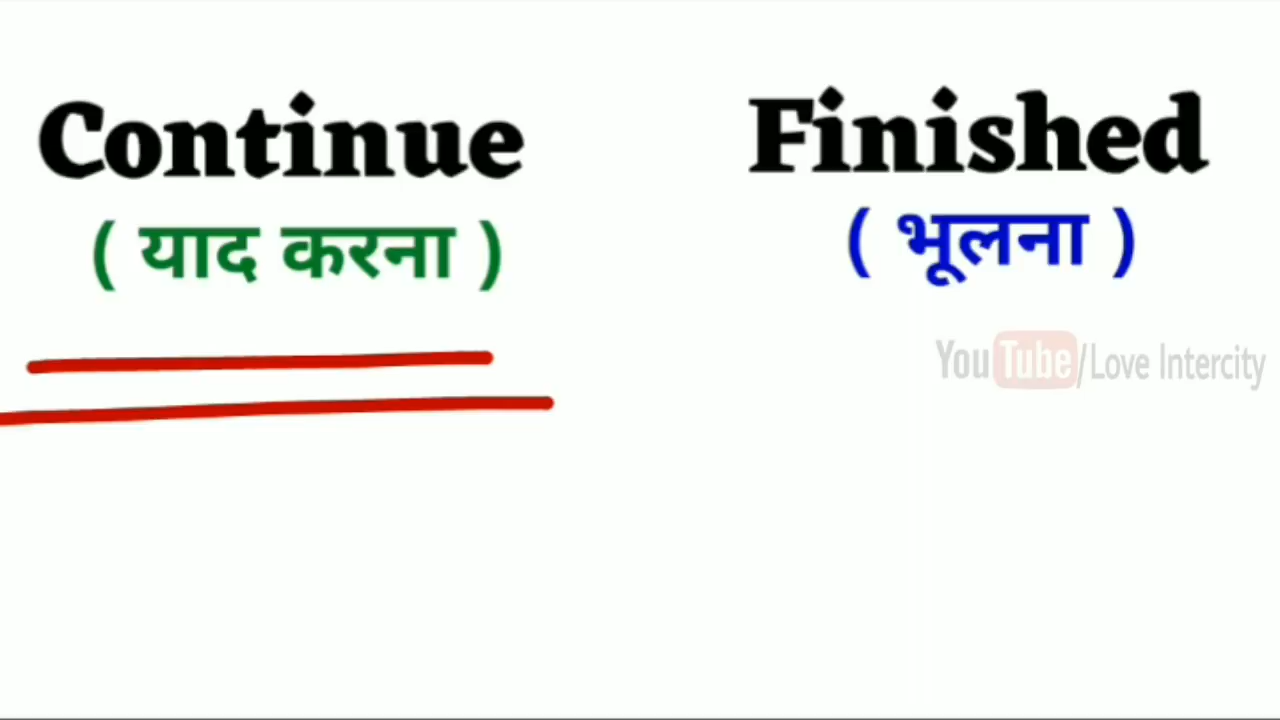 Continue
( याद करना )
Finished
( भूलना )
YouTube/Love Intercity